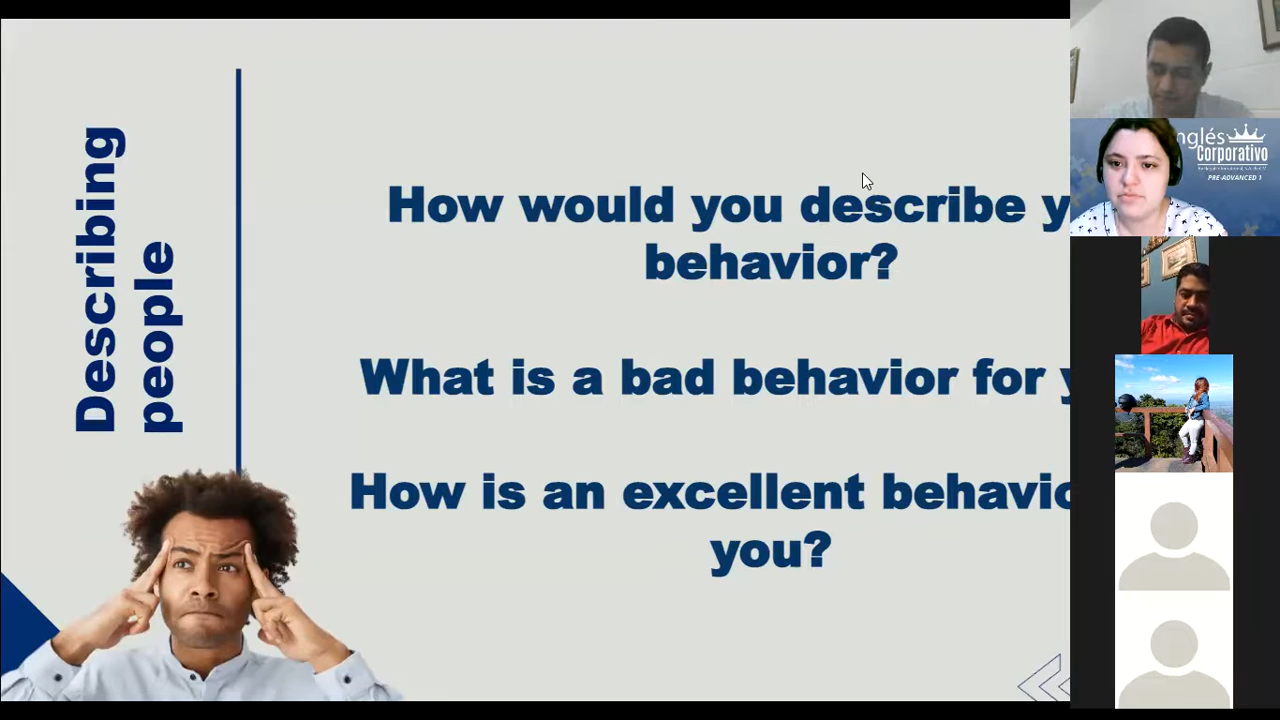 Describing
people
How would you describe y
behavior?
What is a bad behavior for y
How is an excellent behavio
you?
nglés
Corporativo
PRE-ADVANCED 1